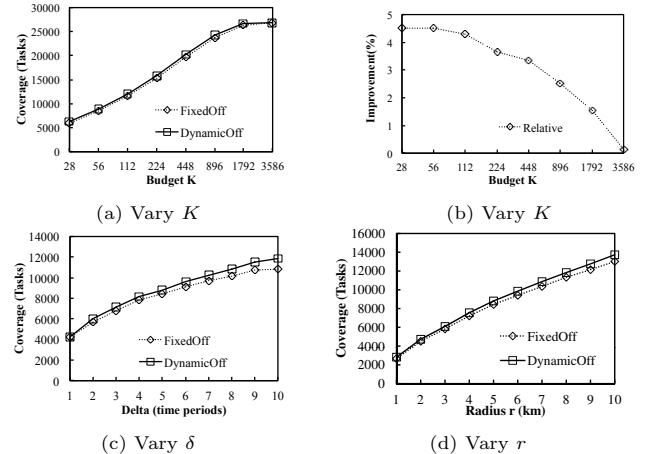 30000
25000
20000
15000
10000
5000
0
Coverage (Tasks)
FixedOff
DynamicOff
28 56 112 224 448 896 1792 3586
Budget K
(a) Vary K
5
4
3
2
1
0
Improvement(%)
Relative
28 56 112 224 448 896 1792 3586
Budget K
(b) Vary K
14000
12000
10000
8000
6000
4000
2000
0
Coverage (Tasks)
FixedOff
DynamicOff
1 2 3 4 5 6 7 8 9 10
Delta (time periods)
(c) Vary δ
16000
14000
12000
10000
8000
6000
4000
2000
0
Coverage (Tasks)
FixedOff
DynamicOff
1 2 3 4 5 6 7 8 9 10
Radius r (km)
(d) Vary r